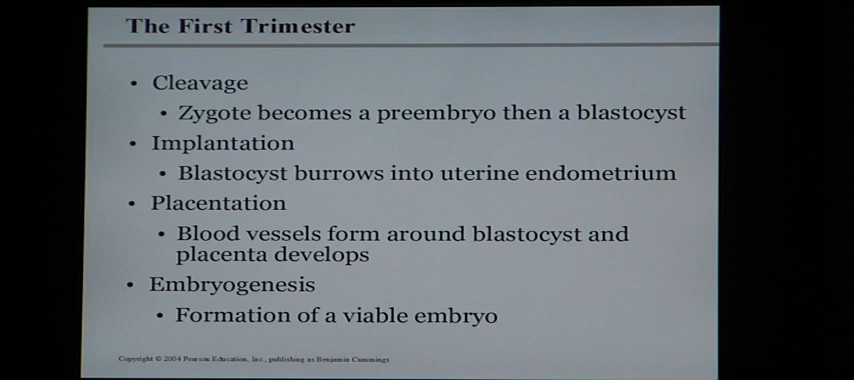 The First Trimester
• Cleavage
• Zygote becomes a preembryo then a blastocyst
• Implantation
• Blastocyst burrows into uterine endometrium
• Placentation
• Blood vessels form around blastocyst and
placenta develops
• Embryogenesis
• Formation of a viable embryo
Copyright © 2004 Pearson Education, Inc., publishing as Benjamin Cummings